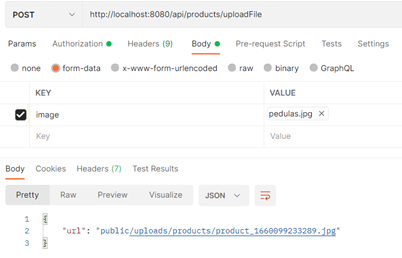 POST http://localhost:8080/api/products/uploadFile
Params Authorization Headers (9) Body Pre-request Script Tests Settings
none form-data x-www-form-urlencoded raw binary GraphQL
KEY VALUE
image pedulas.jpg
Key Value
Body Cookies Headers (7) Test Results
Pretty Raw Preview Visualize JSON
1 {
2 "url": "public/uploads/products/product_1660099233289.jpg"
3 }